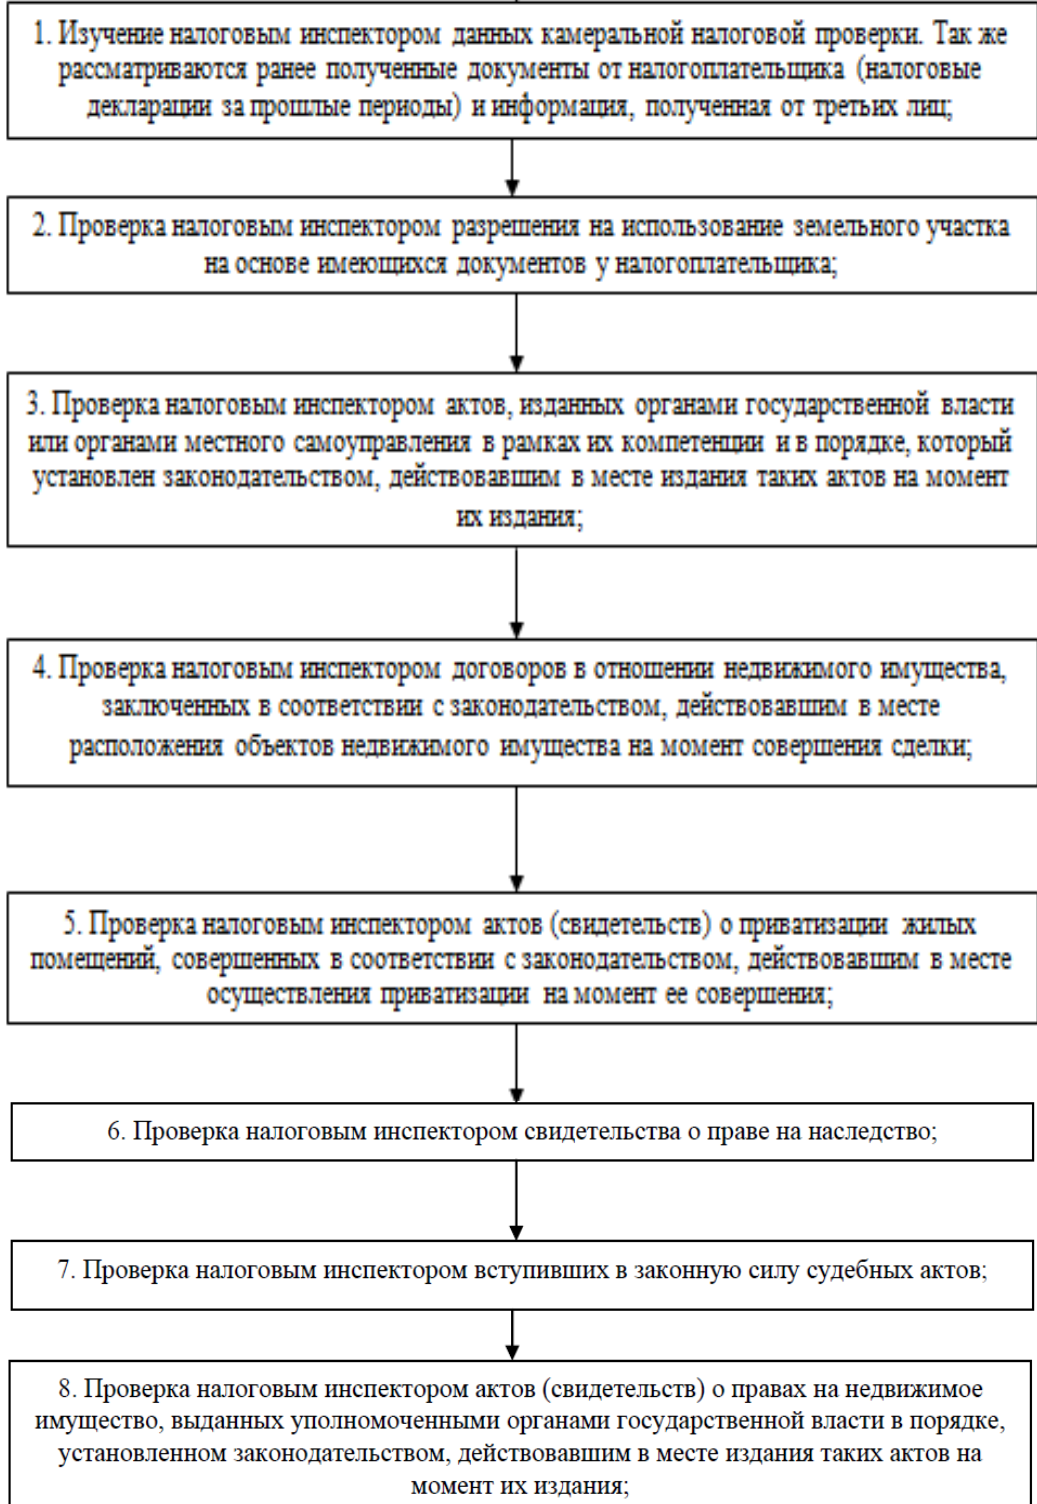 1. Изучение налоговым инспектором данных камеральной налоговой проверки. Так же
рассматриваются ранее полученные документы от налогоплательщика (налоговые
декларации за прошлые периоды) и информация, полученная от третьих лиц;
2. Проверка налоговым инспектором разрешения на использование земельного участка
на основе имеющихся документов у налогоплательщика;
3. Проверка налоговым инспектором актов, изданных органами государственной власти
или органами местного самоуправления в рамках их компетенции и в порядке, который
установлен законодательством, действовавшим в месте издания таких актов на момент
их издания;
4. Проверка налоговым инспектором договоров в отношении недвижимого имущества,
заключенных в соответствии с законодательством, действовавшим в месте
расположения объектов недвижимого имущества на момент совершения сделки;
5. Проверка налоговым инспектором актов (свидетельств) о приватизации жилых
помещений, совершенных в соответствии с законодательством, действовавшим в месте
осуществления приватизации на момент ее совершения;
6. Проверка налоговым инспектором свидетельства о праве на наследство;
7. Проверка налоговым инспектором вступивших в законную силу судебных актов;
8. Проверка налоговым инспектором актов (свидетельств) о правах на недвижимое
имущество, выданных уполномоченными органами государственной власти в порядке,
установленном законодательством, действовавшим в месте издания таких актов на
момент их издания;